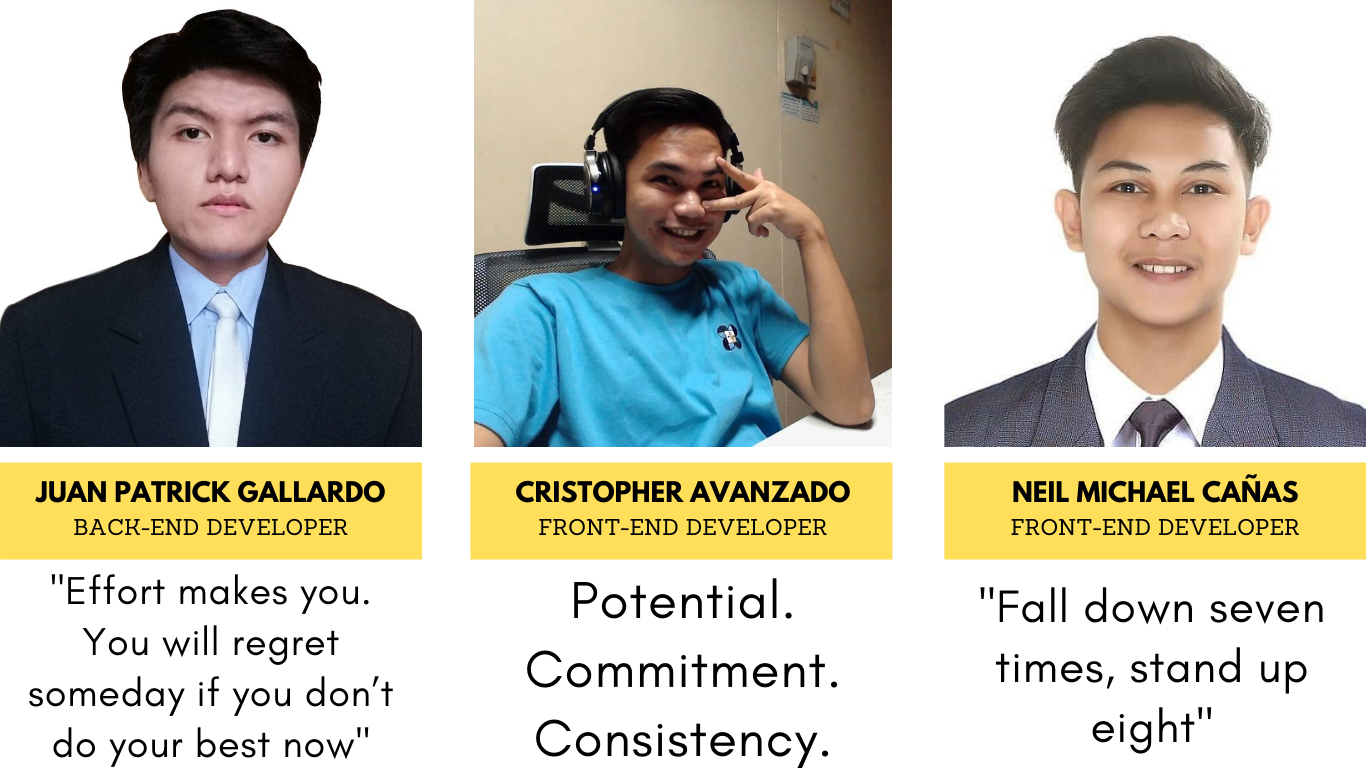 JUAN PATRICK GALLARDO
BACK-END DEVELOPER
"Effort makes you.
You will regret
someday if you don’t
do your best now"
CRISTOPHER AVANZADO
FRONT-END DEVELOPER
Potential.
Commitment.
Consistency.
NEIL MICHAEL CAÑAS
FRONT-END DEVELOPER
"Fall down seven
times, stand up
eight"